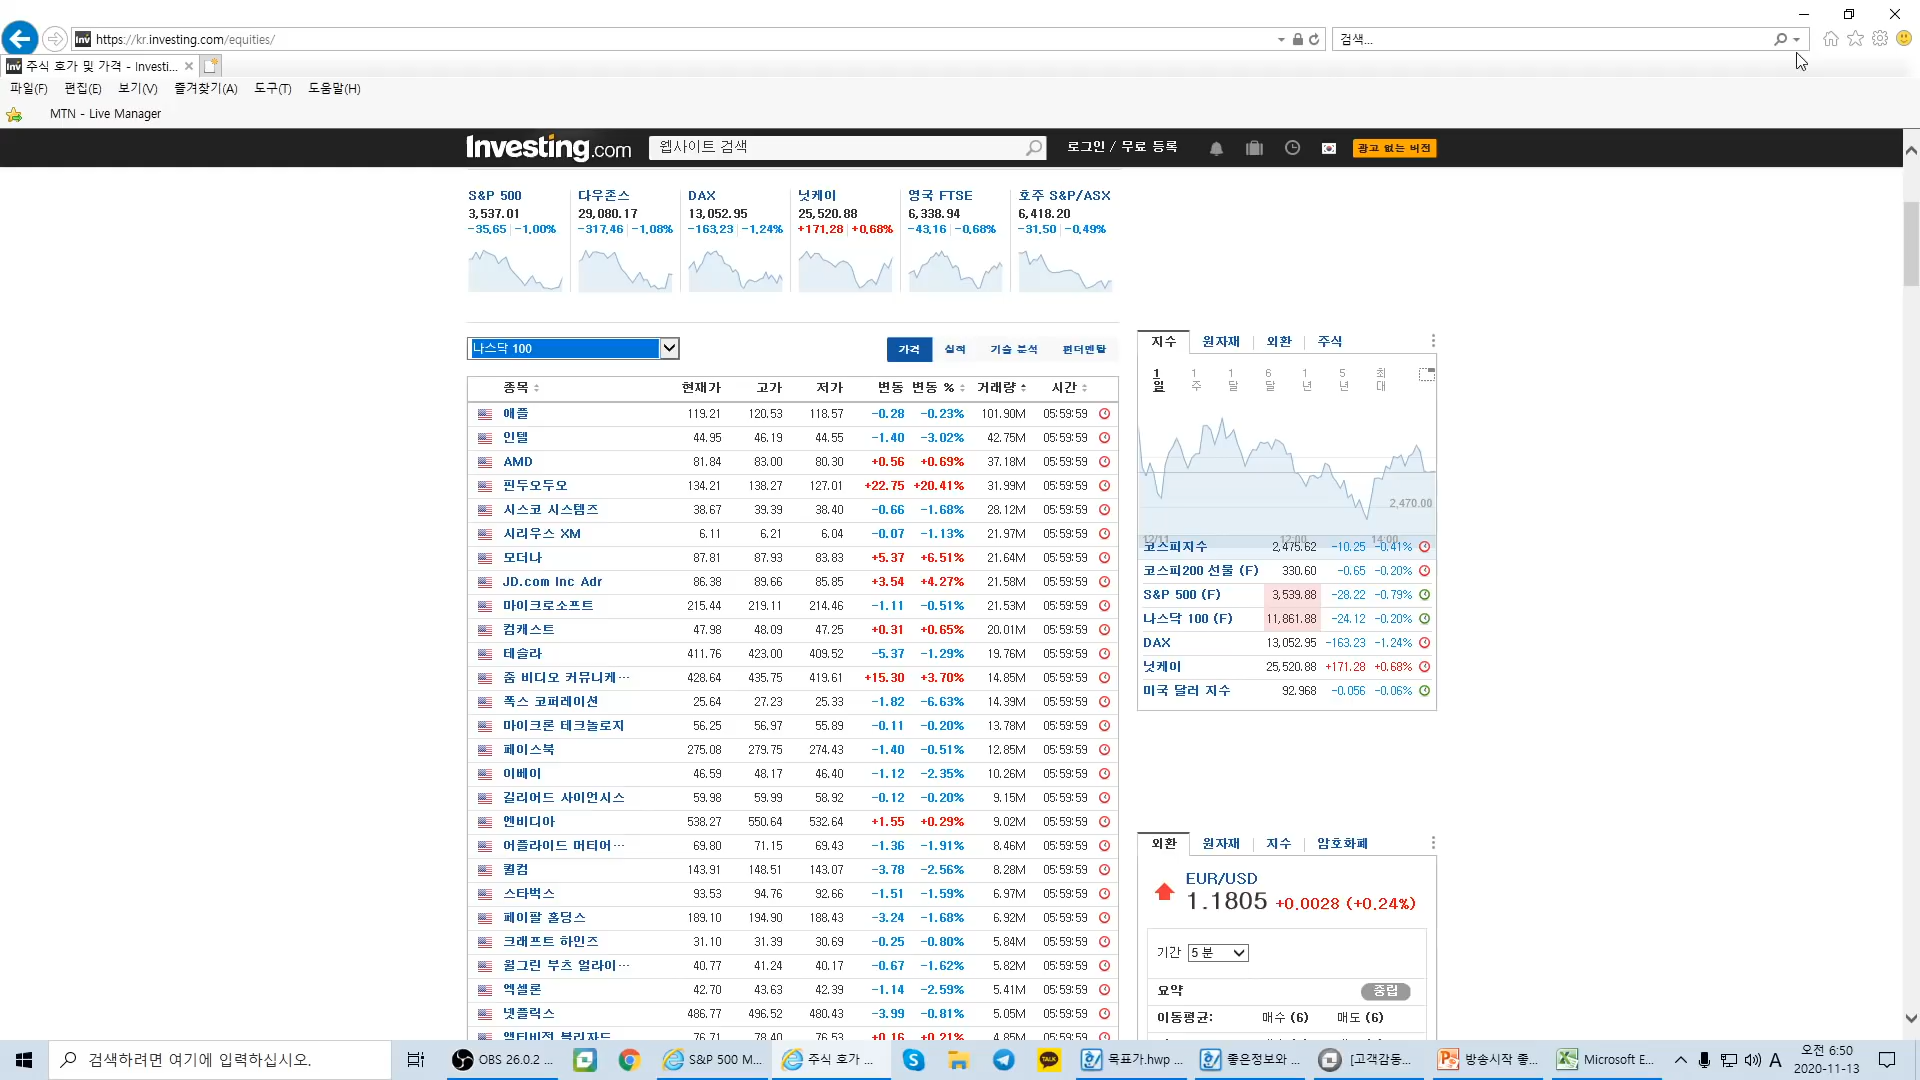 https://kr.investing.com/equities/
검색...
주식 호가 및 가격 - Investi...
파일(F) 편집(E) 보기(V) 즐겨찾기(A) 도구(T) 도움말(H)
MTN - Live Manager
Investing.com
웹사이트 검색
로그인 / 무료 등록
광고 없는 버전
S&P 500 다우존스 DAX 닛케이 영국 FTSE 호주 S&P/ASX
3,537.01 29,080.17 13,052.95 25,520.88 6,338.94 6,418.20
-35.65 -1.00% -317.46 -1.08% -163.23 -1.24% +171.28 +0.68% -43.16 -0.68% -31.50 -0.49%
나스닥 100
가격 실적 기술 분석 펀더멘탈
종목 현재가 고가 저가 변동 변동 % 거래량 시간
애플 119.21 120.53 118.57 -0.28 -0.23% 101.90M 05:59:59
인텔 44.95 46.19 44.55 -1.40 -3.02% 42.75M 05:59:59
AMD 81.84 83.00 80.30 +0.56 +0.69% 37.18M 05:59:59
핀두오두오 134.21 138.27 127.01 +22.75 +20.41% 31.99M 05:59:59
시스코 시스템즈 38.67 39.39 38.40 -0.66 -1.68% 28.12M 05:59:59
시리우스 XM 6.11 6.21 6.04 -0.07 -1.13% 21.97M 05:59:59
모더나 87.81 87.93 83.83 +5.37 +6.51% 21.64M 05:59:59
JD.com Inc Adr 86.38 89.66 85.85 +3.54 +4.27% 21.58M 05:59:59
마이크로소프트 215.44 219.11 214.46 -1.11 -0.51% 21.53M 05:59:59
컴캐스트 47.98 48.09 47.25 +0.31 +0.65% 20.01M 05:59:59
테슬라 411.76 423.00 409.52 -5.37 -1.29% 19.76M 05:59:59
줌 비디오 커뮤니케… 428.64 435.75 419.61 +15.30 +3.70% 14.85M 05:59:59
폭스 코퍼레이션 25.64 27.23 25.33 -1.82 -6.63% 14.39M 05:59:59
마이크론 테크놀로지 56.25 56.97 55.89 -0.11 -0.20% 13.78M 05:59:59
페이스북 275.08 279.75 274.43 -1.40 -0.51% 12.85M 05:59:59
이베이 46.59 48.17 46.40 -1.12 -2.35% 10.26M 05:59:59
길리어드 사이언시스 59.98 59.99 58.92 -0.12 -0.20% 9.15M 05:59:59
엔비디아 538.27 550.64 532.64 +1.55 +0.29% 9.02M 05:59:59
어플라이드 머티어… 69.80 71.15 69.43 -1.36 -1.91% 8.46M 05:59:59
퀄컴 143.91 148.51 143.07 -3.78 -2.56% 8.28M 05:59:59
스타벅스 93.53 94.76 92.66 -1.51 -1.59% 6.97M 05:59:59
페이팔 홀딩스 189.10 194.90 188.43 -3.24 -1.68% 6.92M 05:59:59
크래프트 하인즈 31.10 31.39 30.69 -0.25 -0.80% 5.84M 05:59:59
월그린 부츠 얼라이… 40.77 41.24 40.17 -0.67 -1.62% 5.82M 05:59:59
엑셀론 42.70 43.63 42.39 -1.14 -2.59% 5.41M 05:59:59
넷플릭스 486.77 496.52 480.43 -3.99 -0.81% 5.05M 05:59:59
액티비전 블리자드 76.71 78.40 76.53 +0.16 +0.21% 4.85M 05:59:59
지수 원자재 외환 주식
1일 1주 1달 6달 1년 5년 최대
2,470.00
12/11 12:00 14:00
코스피지수 2,475.62 -10.25 -0.41%
코스피200 선물 (F) 330.60 -0.65 -0.20%
S&P 500 (F) 3,539.88 -28.22 -0.79%
나스닥 100 (F) 11,861.88 -24.12 -0.20%
DAX 13,052.95 -163.23 -1.24%
닛케이 25,520.88 +171.28 +0.68%
미국 달러 지수 92.968 -0.056 -0.06%
외환 원자재 지수 암호화폐
EUR/USD
1.1805 +0.0028 (+0.24%)
기간 5 분
요약 중립
이동평균: 매수 (6) 매도 (6)
검색하려면 여기에 입력하십시오.
OBS 26.0.2 ...
S&P 500 M...
주식 호가 ...
TALK
목표가.hwp ...
좋은정보와 ...
[고객감동...
방송시작 좋...
Microsoft E...
A
오전 6:50
2020-11-13